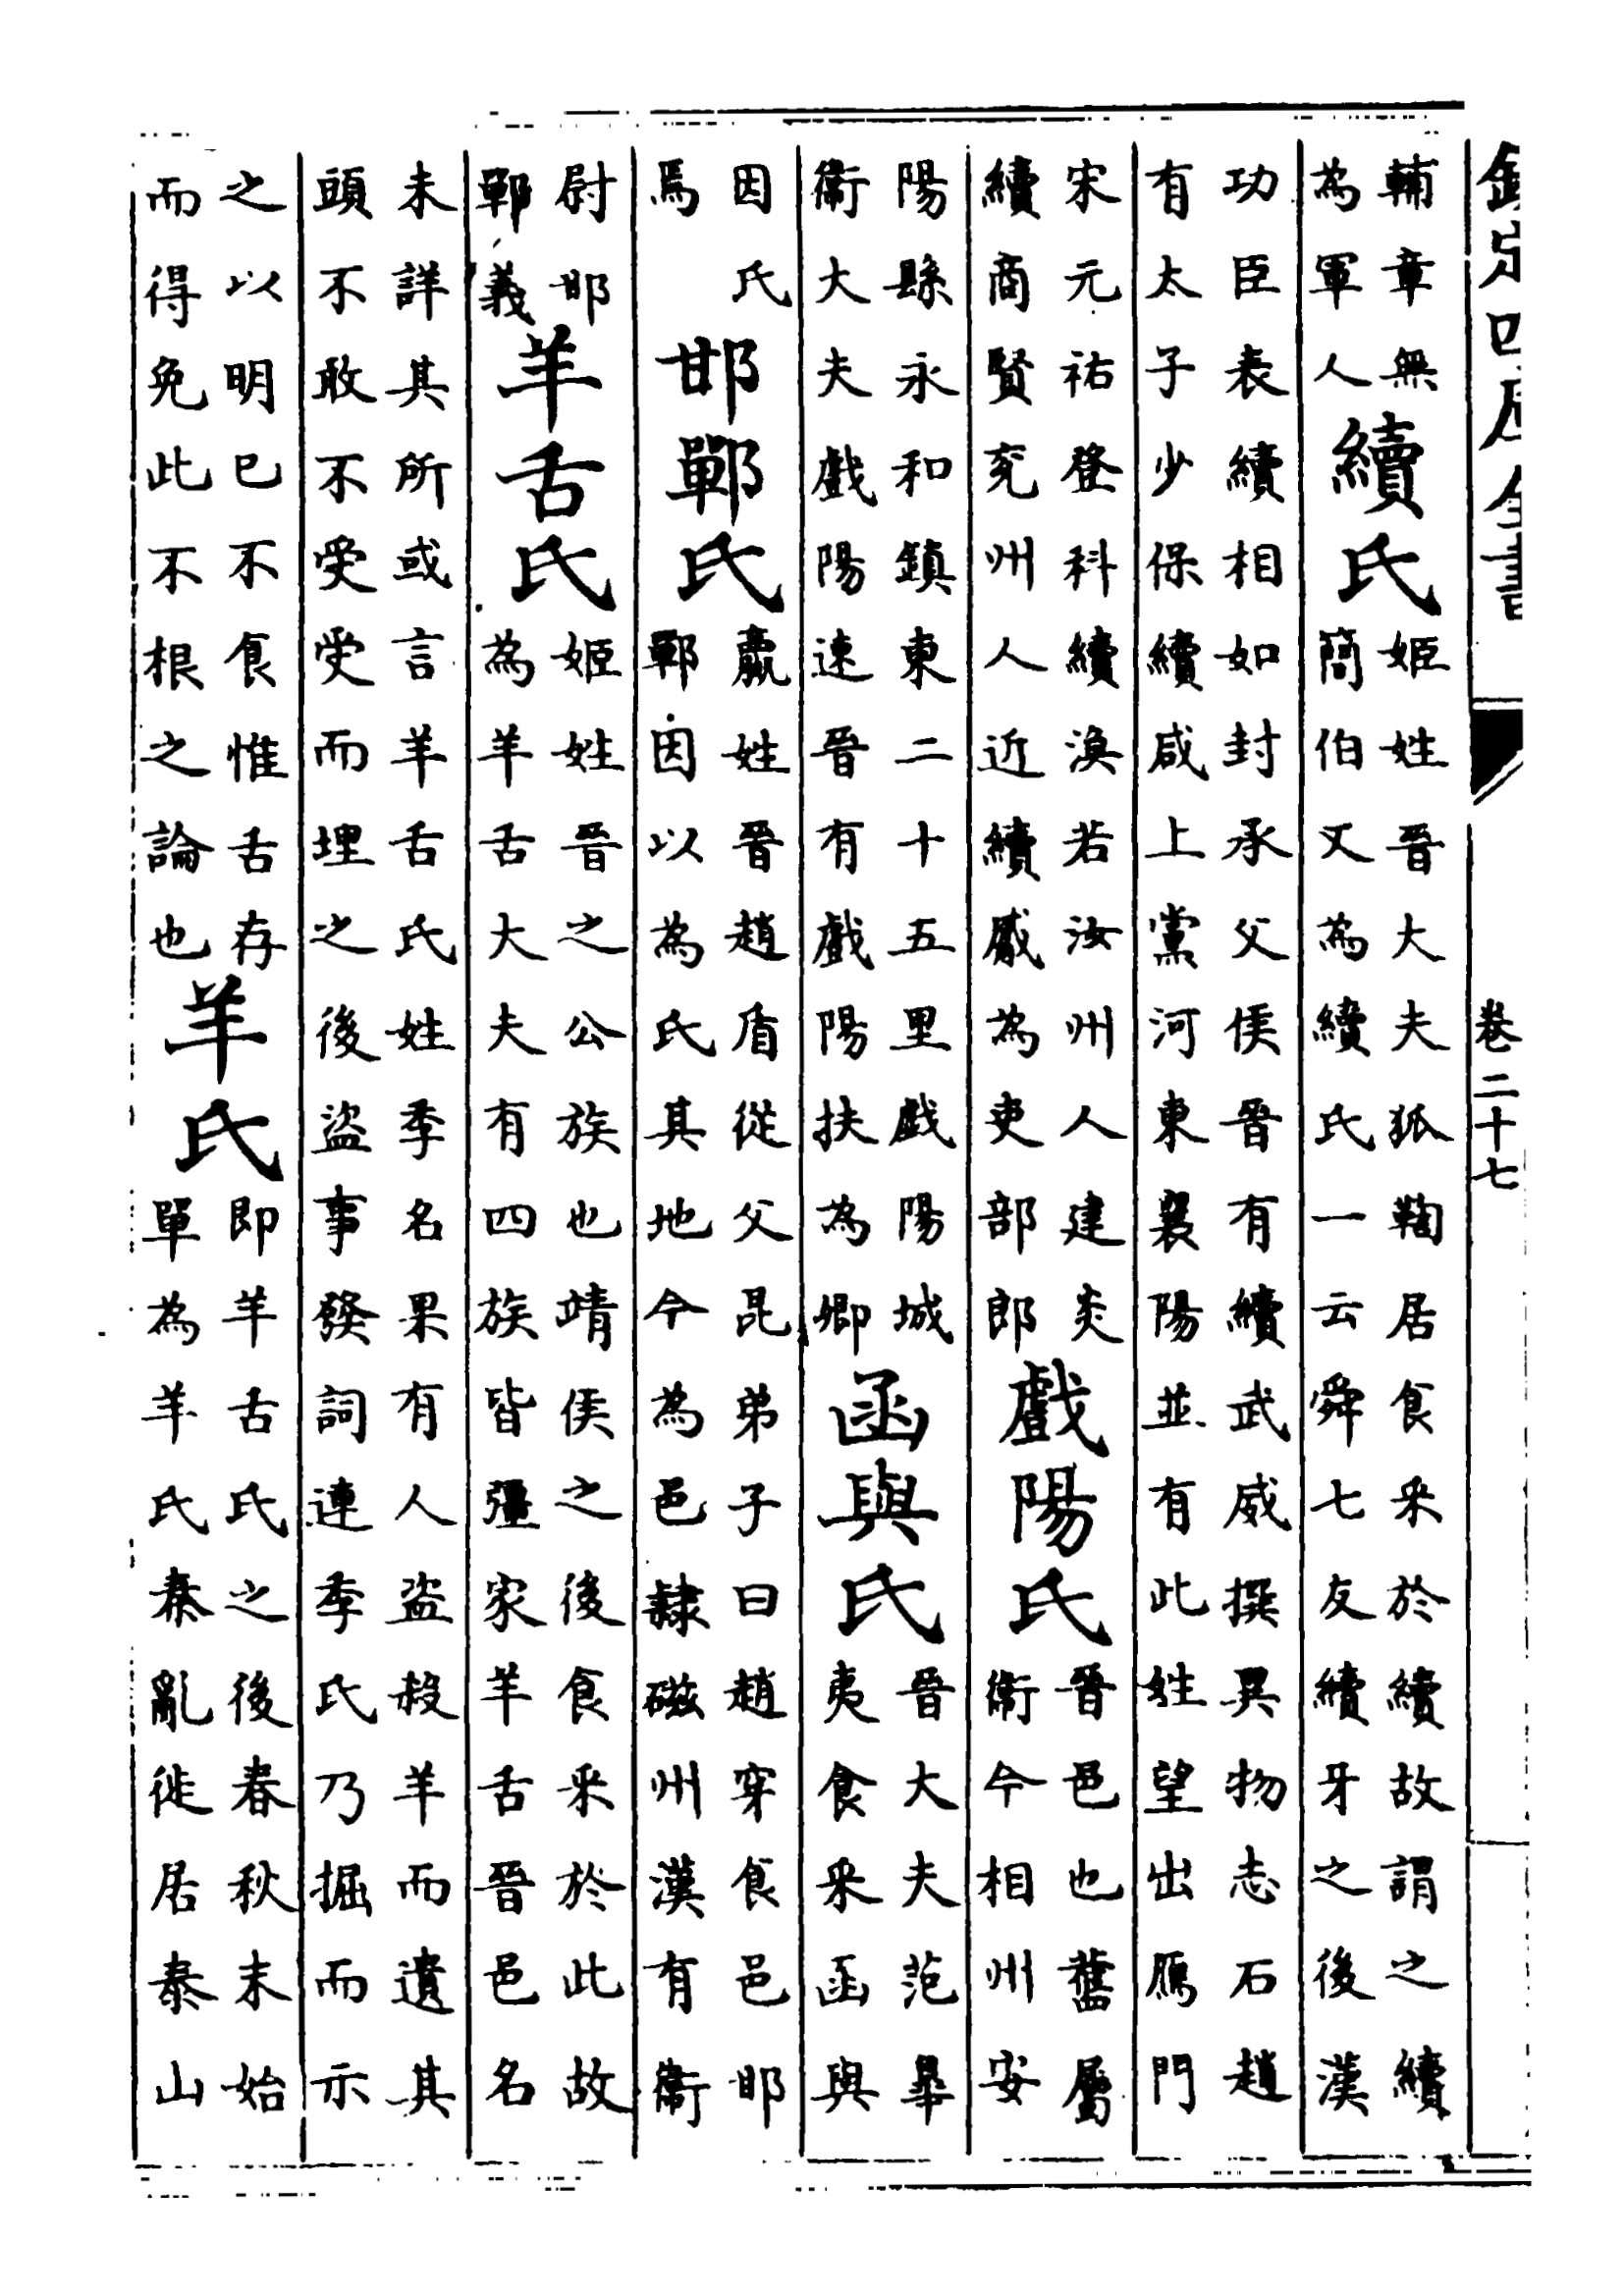 欽定四庫全書
卷二十七
輔章無
為軍人
續氏
姬姓晉大夫狐鞫居食采於續故謂之續
簡伯又為續氏一云舜七友續牙之後漢
功臣表續相如封承父侯晉有續武威撰異物志石趙
有太子少保續咸上黨河東襄陽並有此姓望出鴈門
宋元祐登科續渙若汝州人建炎
續商賢兖州人近續觱為吏部郎
戲陽氏
晉邑也舊屬
衛今相州安
陽縣永和鎮東二十五里戯陽城
衛大夫戲陽速晉有戲陽扶為卿
函與氏
晉大夫范臯
夷食采函與
因氏
焉
邯鄲氏
嬴姓晉趙盾從父昆弟子曰趙穿食邑邯
鄲因以為氏其地今為邑隸磁州漢有衞
尉邯
鄲義
羊舌氏
姬姓晉之公族也靖侯之後食采於此故
為羊舌大夫有四族皆彊家羊舌晉邑名
未詳其所或言羊舌氏姓季名果有人盗殺羊而遺其
頭不敢不受受而埋之後盜事發詞連季氏乃掘而示
之以明巳不食惟舌存
而得免此不根之論也
羊氏
即羊舌氏之後春秋末始
單為羊氏秦亂徙居泰山